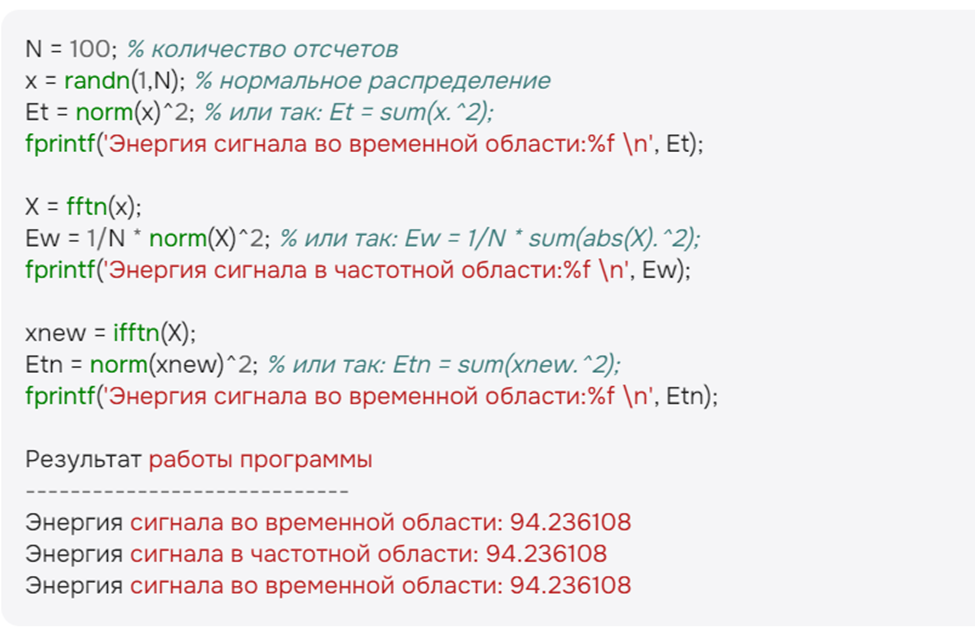 N = 100; % количество отсчетов
x = randn(1,N); % нормальное распределение
Et = norm(x)^2; % или так: Et = sum(x.^2);
fprintf('Энергия сигнала во временной области:%f \n', Et);
X = fftn(x);
Ew = 1/N * norm(X)^2; % или так: Ew = 1/N * sum(abs(X).^2);
fprintf('Энергия сигнала в частотной области:%f \n', Ew);
xnew = ifftn(X);
Etn = norm(xnew)^2; % или так: Etn = sum(xnew.^2);
fprintf('Энергия сигнала во временной области:%f \n', Etn);
Результат работы программы
-----------------------------
Энергия сигнала во временной области: 94.236108
Энергия сигнала в частотной области: 94.236108
Энергия сигнала во временной области: 94.236108